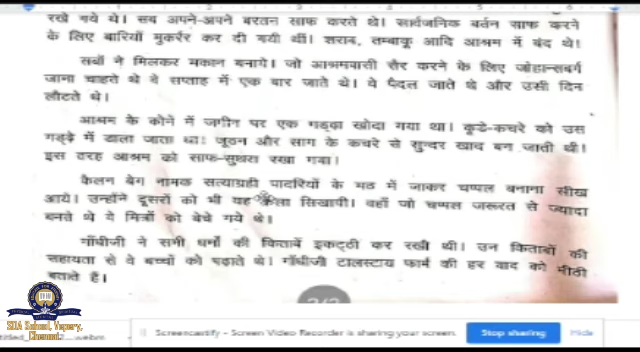 रखे गये थे। सब अपने-अपने बरतन साफ करते थे। सार्वजनिक बर्तन साफ करने
के लिए बारियाँ मुकर्रर कर दी गयी थीं। शराब, तम्बाकू आदि आश्रम में बंद थे।
सबों ने मिलकर मकान बनाये। जो आश्रमवासी सैर करने के लिए जोहान्सबर्ग
जाना चाहते थे वे सप्ताह में एक बार जाते थे। वे पैदल जाते थे और उसी दिन
लौटते थे।
आश्रम के कोने में जमीन पर एक गड्ढा खोदा गया था। कूड़े-कचरे को उस
गड्ढे में डाला जाता था। जूठन और साग के कचरे से सुन्दर खाद बन जाती थी।
इस तरह आश्रम को साफ-सुथरा रखा गया।
कैलन बेग नामक सत्याग्रही पादरियों के मठ में जाकर चप्पल बनाना सीख
आये। उन्होंने दूसरों को भी यह कला सिखायी। वहाँ जो चप्पल जरूरत से ज्यादा
बनते थे वे मित्रों को बेचे गये थे।
गाँधीजी ने सभी धर्मों की किताबें इकट्ठी कर रखी थी। उन किताबों की
सहायता से वे बच्चों को पढ़ाते थे। गाँधीजी टालस्टाय फार्म की हर याद को मीठी
बताते हैं।
2/2
SDA School, Vepery,
Chennai.
.webm
Screencastify - Screen Video Recorder is sharing your screen.
Stop sharing
Hide